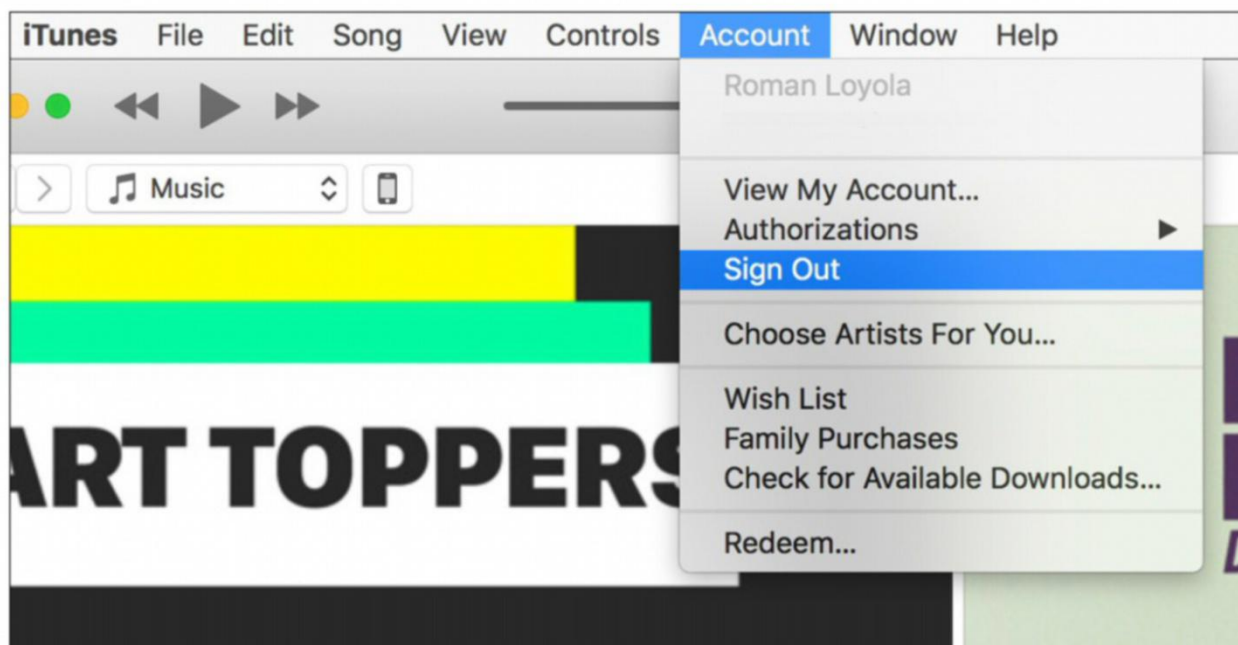 iTunes File Edit Song View Controls Account Window Help
Roman Loyola
Music
View My Account...
Authorizations
Sign Out
Choose Artists For You...
ART TOPPERS
Wish List
Family Purchases
Check for Available Downloads...
Redeem...